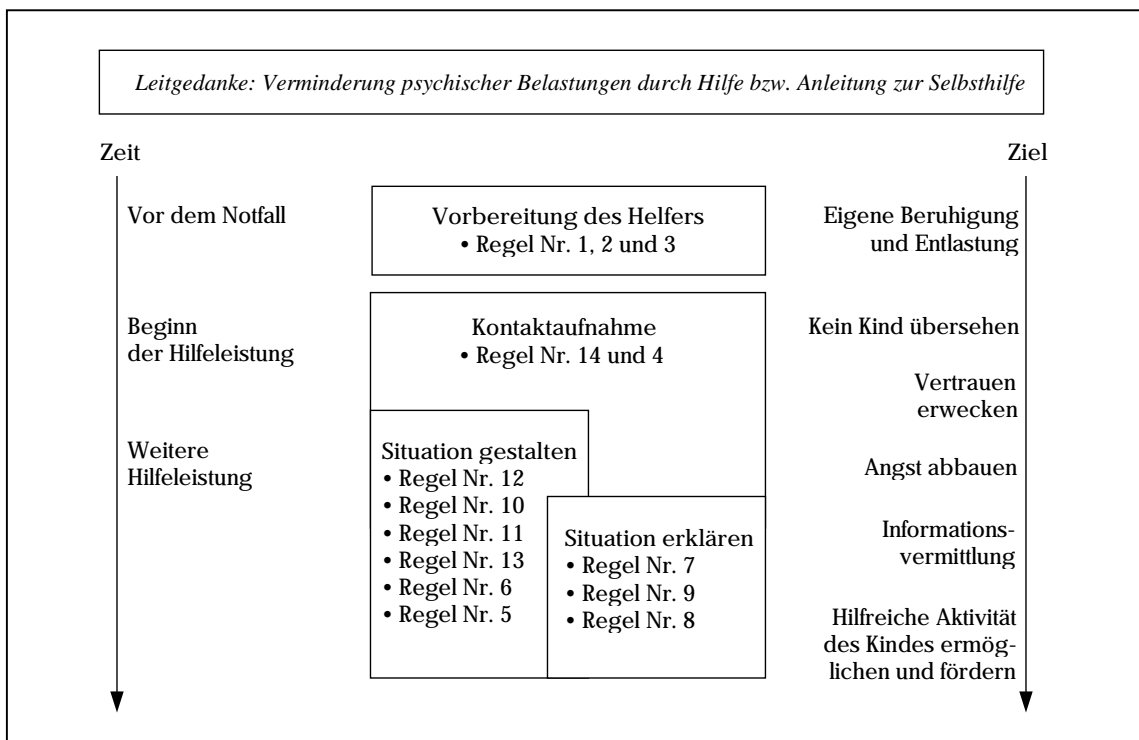 Leitgedanke: Verminderung psychischer Belastungen durch Hilfe bzw. Anleitung zur Selbsthilfe
Zeit
Ziel
Vor dem Notfall
Vorbereitung des Helfers
• Regel Nr. 1, 2 und 3
Eigene Beruhigung
und Entlastung
Beginn
der Hilfeleistung
Kontaktaufnahme
• Regel Nr. 14 und 4
Kein Kind übersehen
Vertrauen
erwecken
Weitere
Hilfeleistung
Situation gestalten
• Regel Nr. 12
• Regel Nr. 10
• Regel Nr. 11
• Regel Nr. 13
• Regel Nr. 6
• Regel Nr. 5
Situation erklären
• Regel Nr. 7
• Regel Nr. 9
• Regel Nr. 8
Angst abbauen
Informations-
vermittlung
Hilfreiche Aktivität
des Kindes ermög-
lichen und fördern